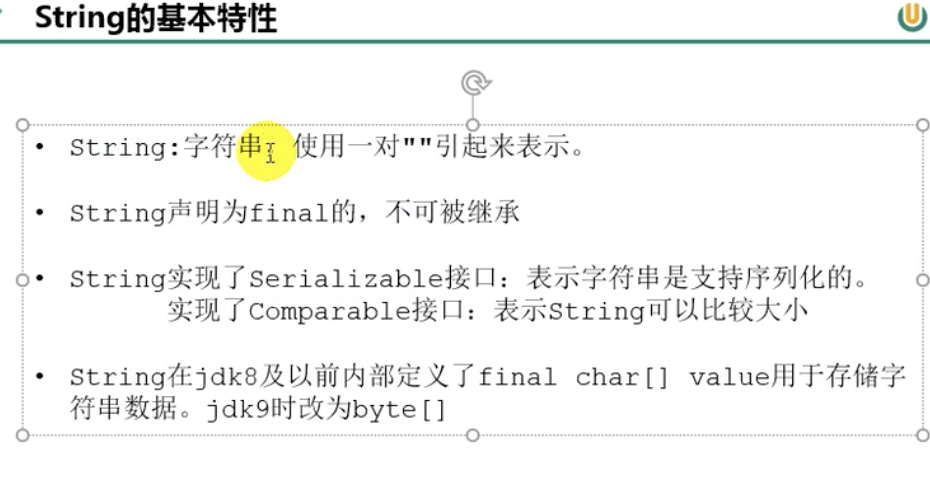 String的基本特性
• String:字符串，使用一对""引起来表示。
• String声明为final的，不可被继承
• String实现了Serializable接口：表示字符串是支持序列化的。
实现了Comparable接口：表示String可以比较大小
• String在jdk8及以前内部定义了final char[] value用于存储字
符串数据。jdk9时改为byte[]